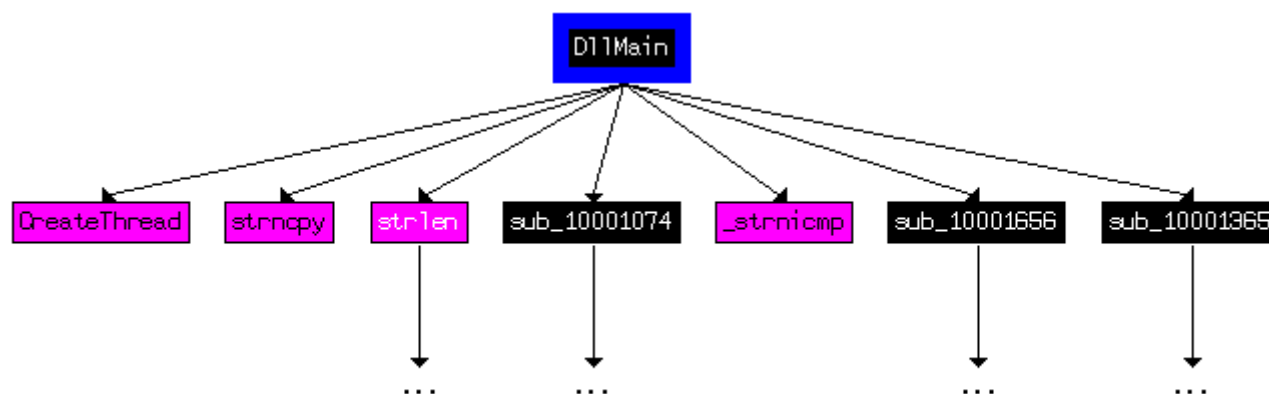 DllMain
CreateThread strncpy strlen sub_10001074 _strnicmp sub_10001656 sub_10001365
... ... ... ...